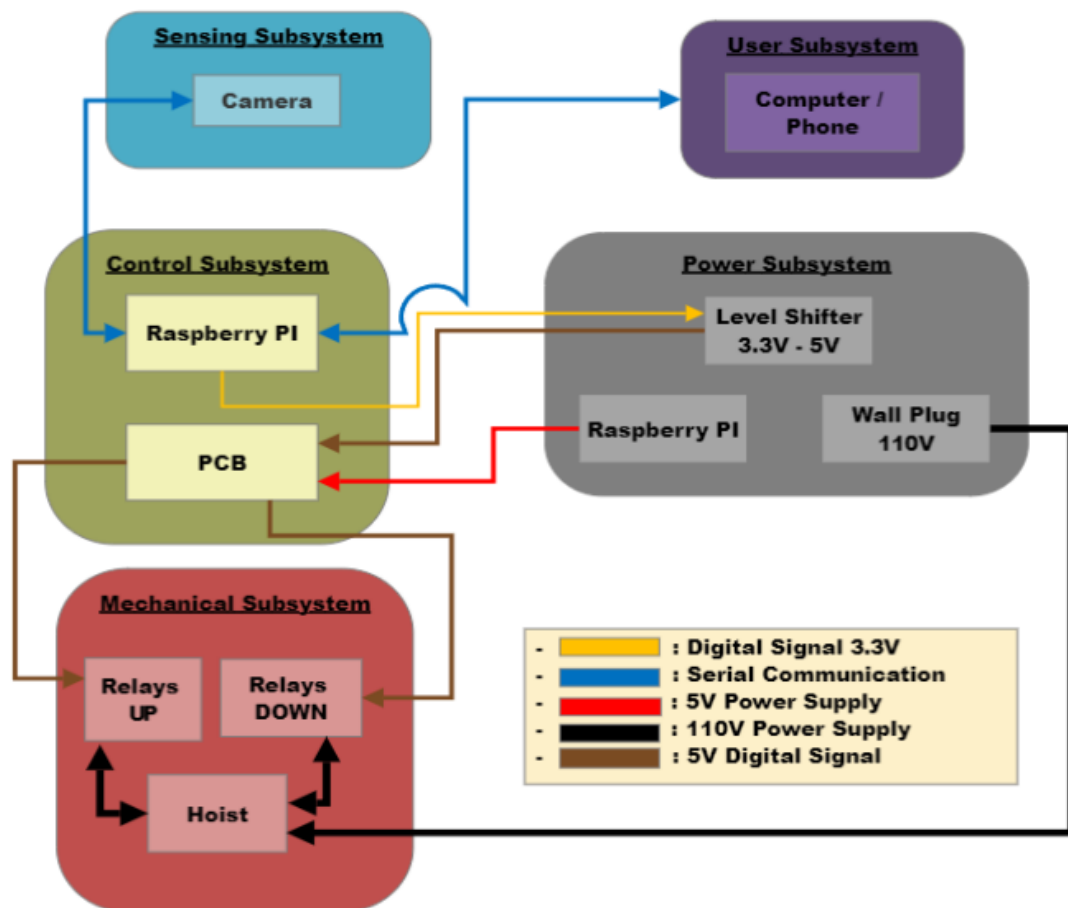 Sensing Subsystem
Camera
User Subsystem
Computer /
Phone
Control Subsystem
Raspberry PI
PCB
Power Subsystem
Level Shifter
3.3V - 5V
Raspberry PI
Wall Plug
110V
Mechanical Subsystem
Relays
UP
Relays
DOWN
Hoist
- : Digital Signal 3.3V
- : Serial Communication
- : 5V Power Supply
- : 110V Power Supply
- : 5V Digital Signal